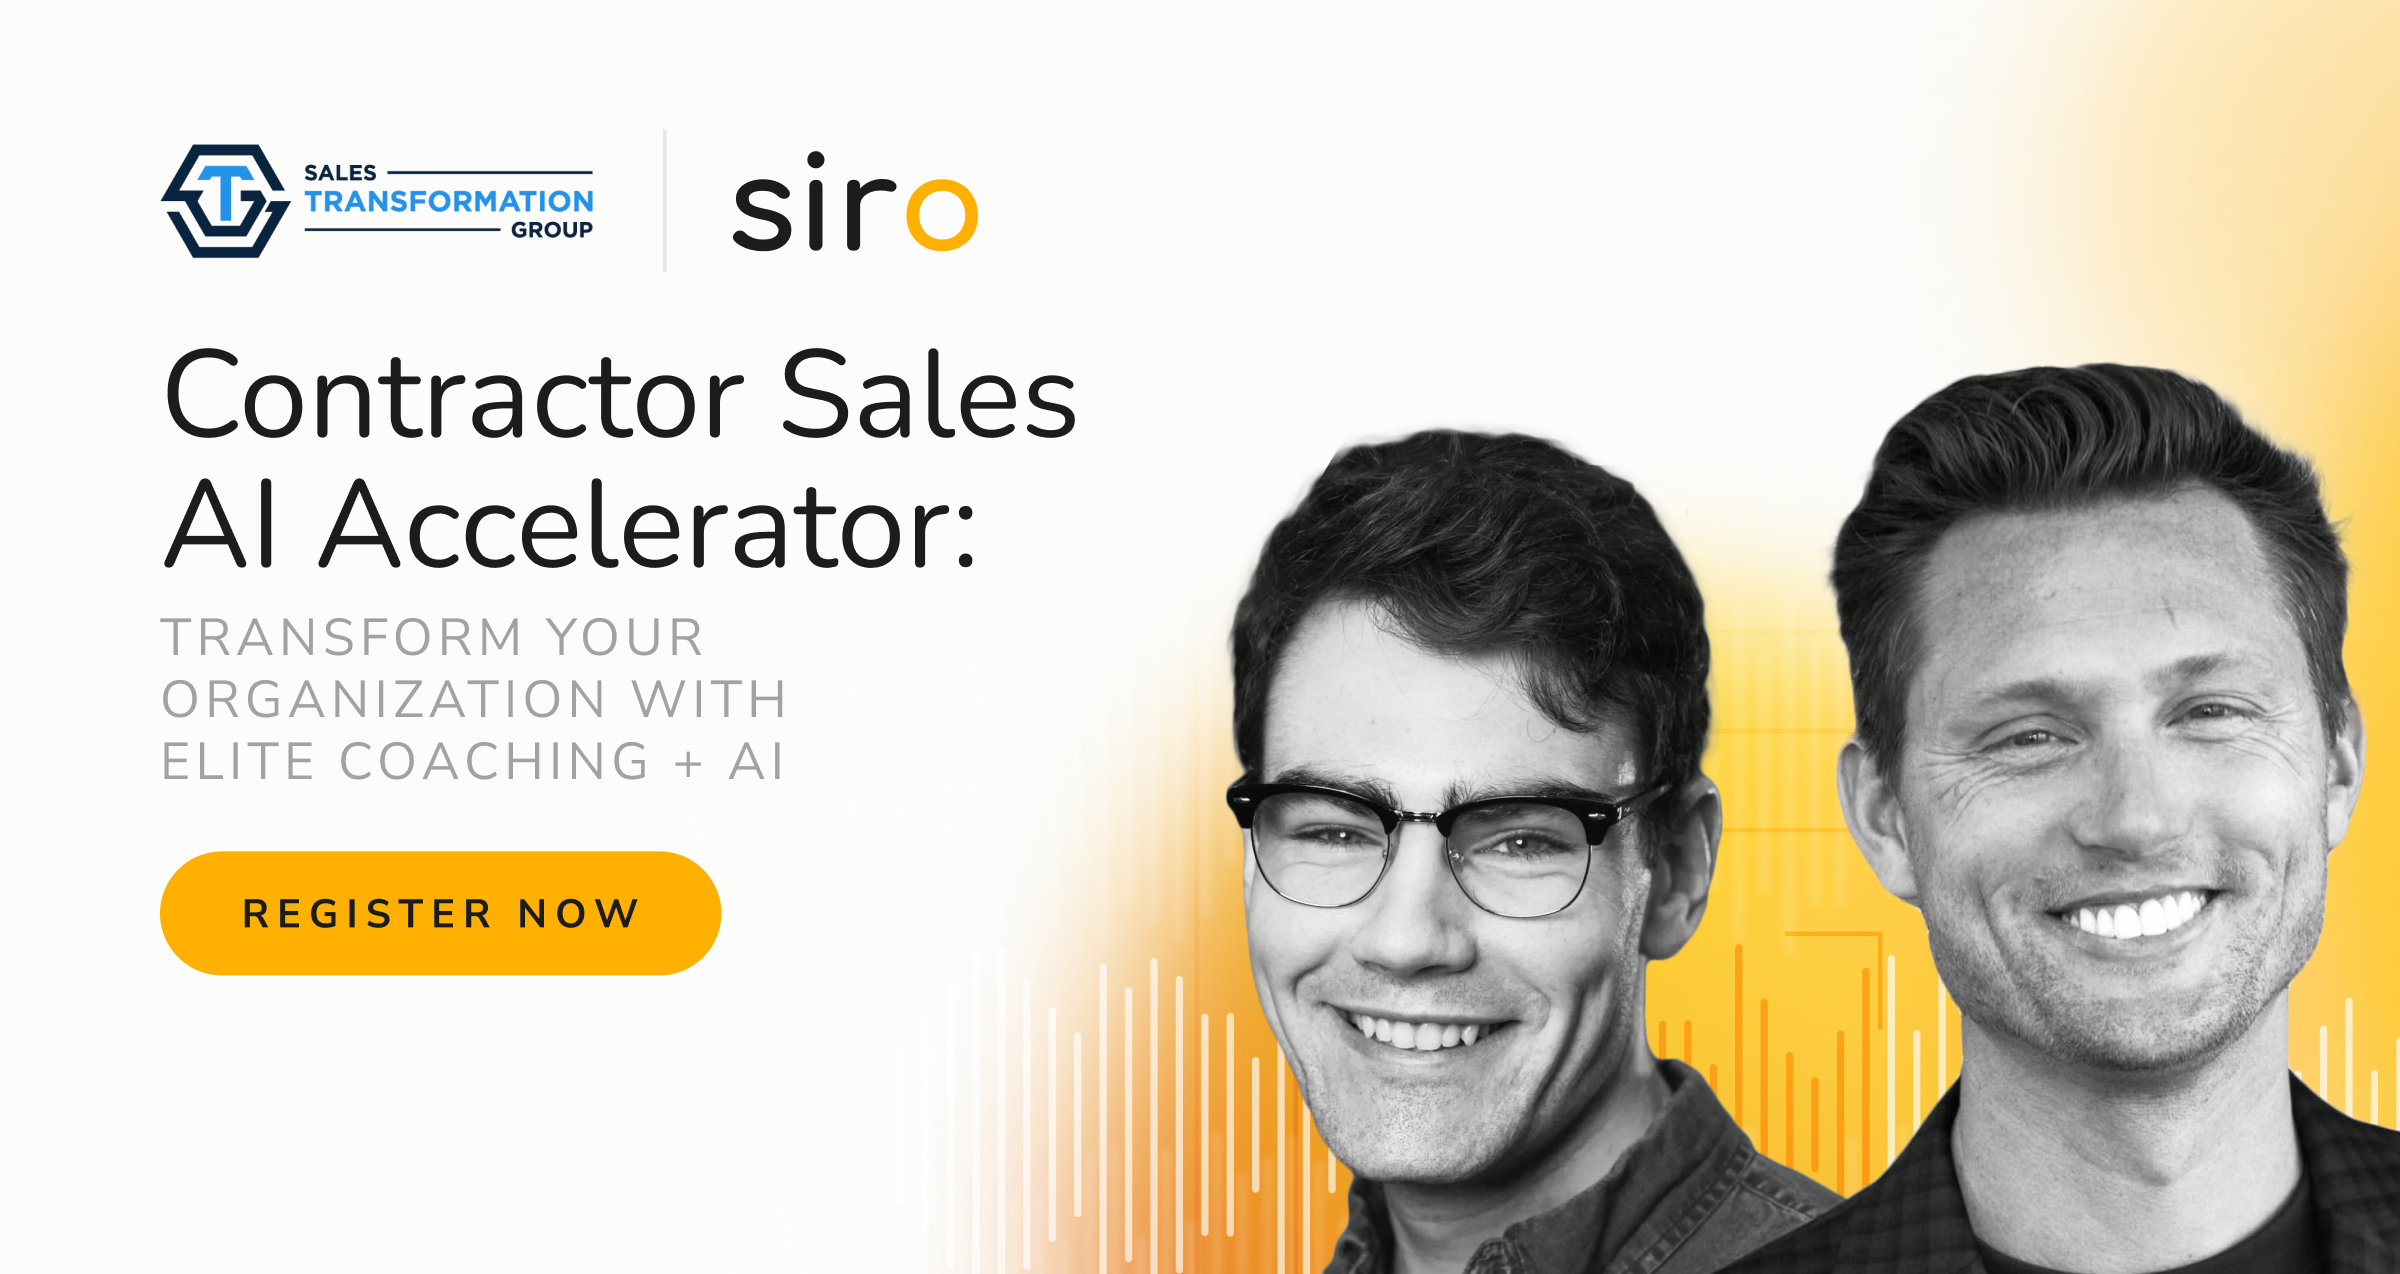 SALES
TRANSFORMATION
GROUP
siro
Contractor Sales
AI Accelerator:
TRANSFORM YOUR
ORGANIZATION WITH
ELITE COACHING + AI
REGISTER NOW